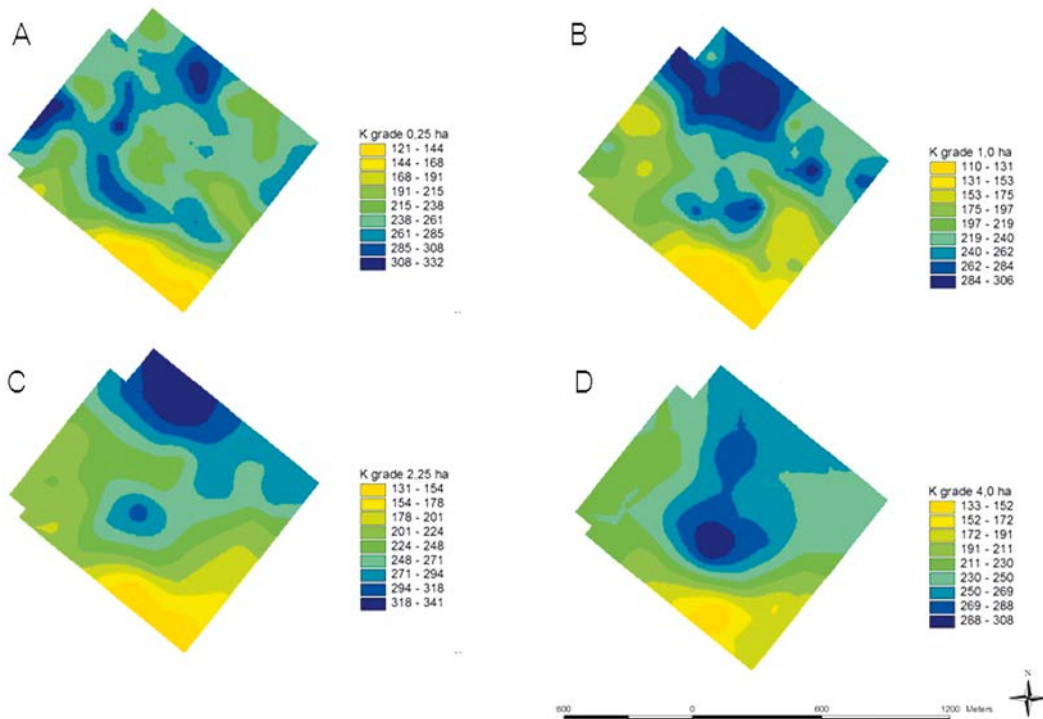 A
K grade 0,25 ha
121 - 144
144 - 168
168 - 191
191 - 215
215 - 238
238 - 261
261 - 285
285 - 308
308 - 332
B
K grade 1,0 ha
110 - 131
131 - 153
153 - 175
175 - 197
197 - 219
219 - 240
240 - 262
262 - 284
284 - 306
C
K grade 2,25 ha
131 - 154
154 - 178
178 - 201
201 - 224
224 - 248
248 - 271
271 - 294
294 - 318
318 - 341
D
K grade 4,0 ha
133 - 152
152 - 172
172 - 191
191 - 211
211 - 230
230 - 250
250 - 269
269 - 288
288 - 308
N
600 0 600 1200 Meters